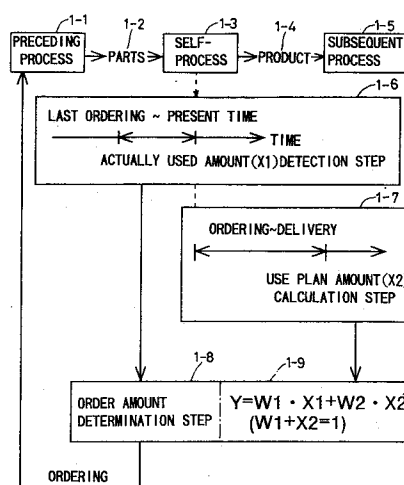 1-1 1-2 1-3 1-4 1-5
PRECEDING PROCESS PARTS SELF-PROCESS PRODUCT SUBSEQUENT PROCESS
1-6
LAST ORDERING ~ PRESENT TIME
TIME
ACTUALLY USED AMOUNT(X1)DETECTION STEP
1-7
ORDERING~DELIVERY
USE PLAN AMOUNT(X2
CALCULATION STEP
1-8 1-9
ORDER AMOUNT
DETERMINATION STEP
Y=W1・X1+W2・X2
(W1+X2=1)
ORDERING